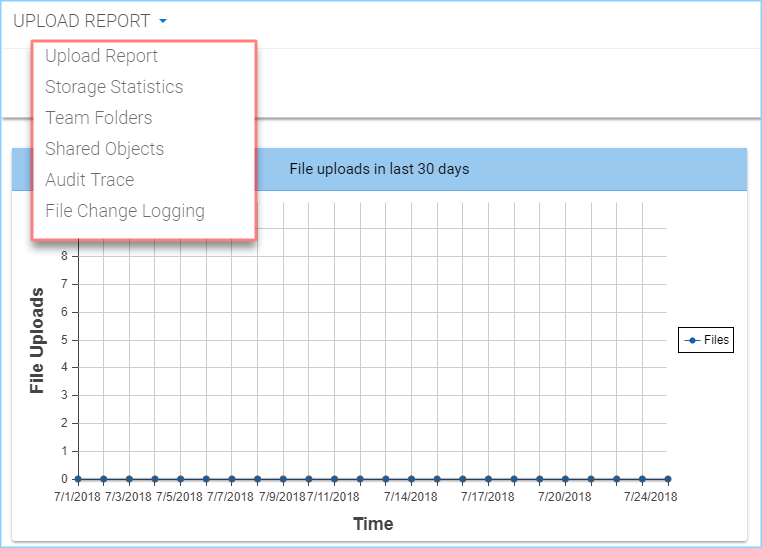 UPLOAD REPORT
Upload Report
Storage Statistics
Team Folders
Shared Objects
Audit Trace
File Change Logging
File uploads in last 30 days
8
7
6
5
4
3
2
1
0
File Uploads
Files
7/1/2018 7/3/2018 7/5/2018 7/7/2018 7/9/2018 7/11/2018 7/14/2018 7/17/2018 7/20/2018 7/24/2018
Time